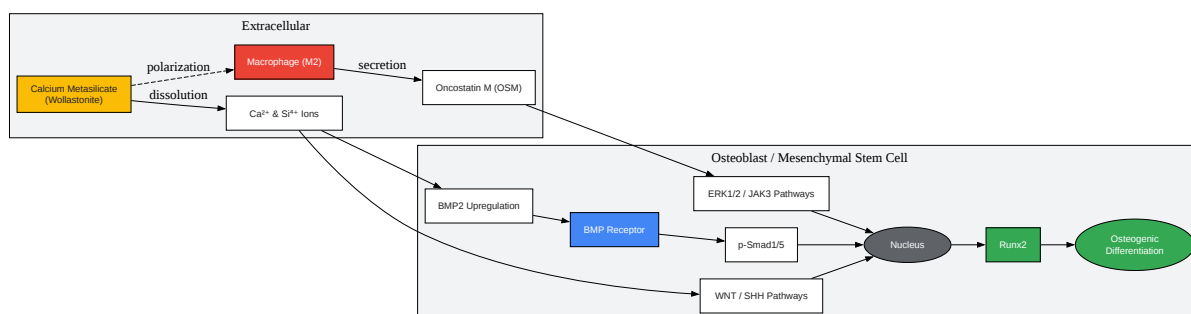 Extracellular
Macrophage (M2)
polarization
secretion
Calcium Metasilicate
(Wollastonite)
dissolution
Oncostatin M (OSM)
Ca²⁺ & Si⁴⁺ Ions
Osteoblast / Mesenchymal Stem Cell
ERK1/2 / JAK3 Pathways
BMP2 Upregulation
BMP Receptor
p-Smad1/5
Nucleus
Runx2
Osteogenic
Differentiation
WNT / SHH Pathways